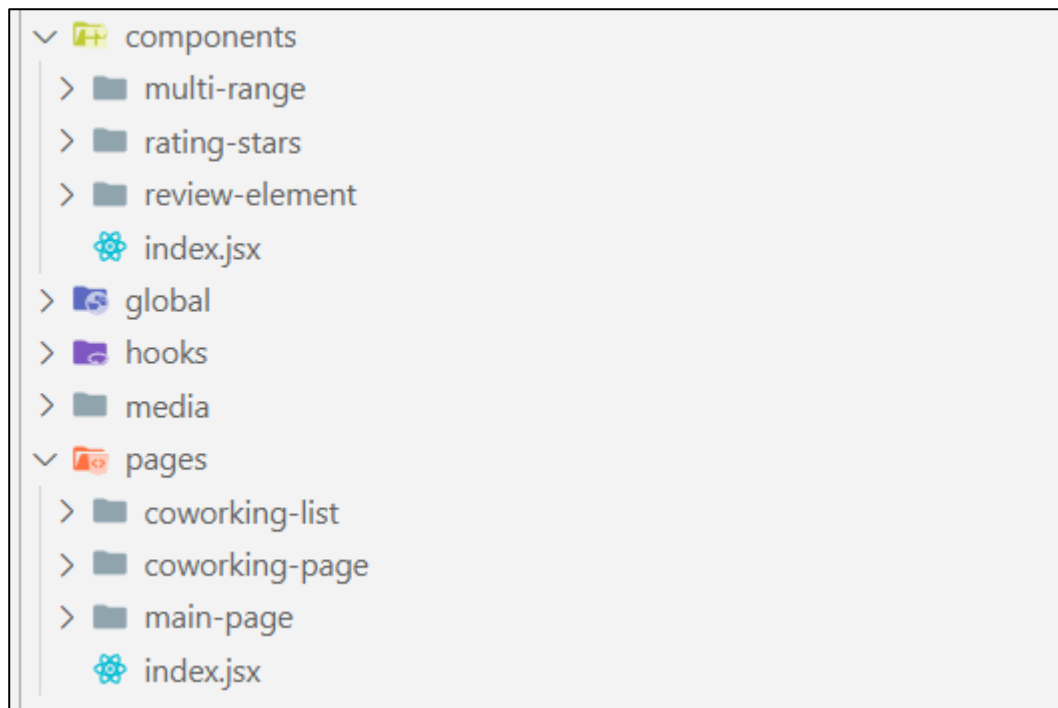 components
multi-range
rating-stars
review-element
index.jsx
global
hooks
media
pages
coworking-list
coworking-page
main-page
index.jsx